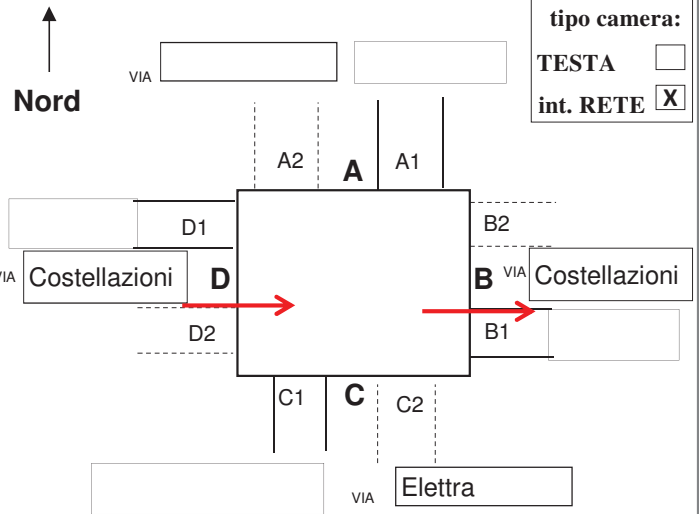 Nord
VIA
tipo camera:
TESTA
int. RETE X
A2 A A1
D1 B2
VIA Costellazioni D B VIA Costellazioni
D2 B1
C1 C C2
VIA Elettra